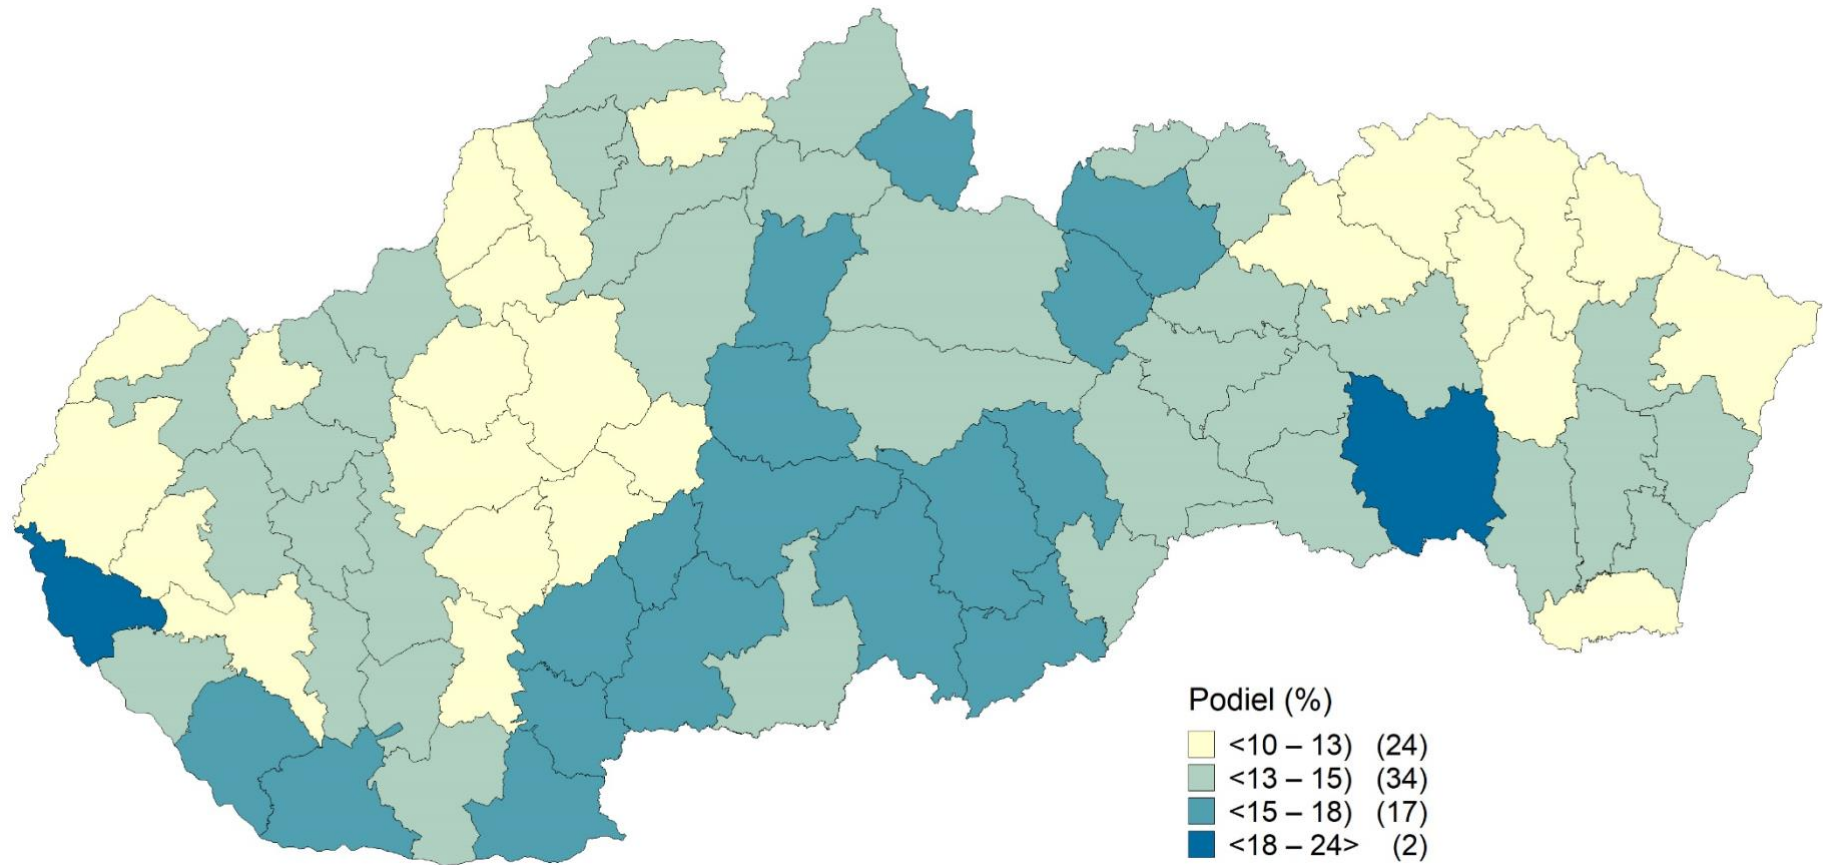 Podiel (%)
<10 – 13) (24)
<13 – 15) (34)
<15 – 18) (17)
<18 – 24> (2)